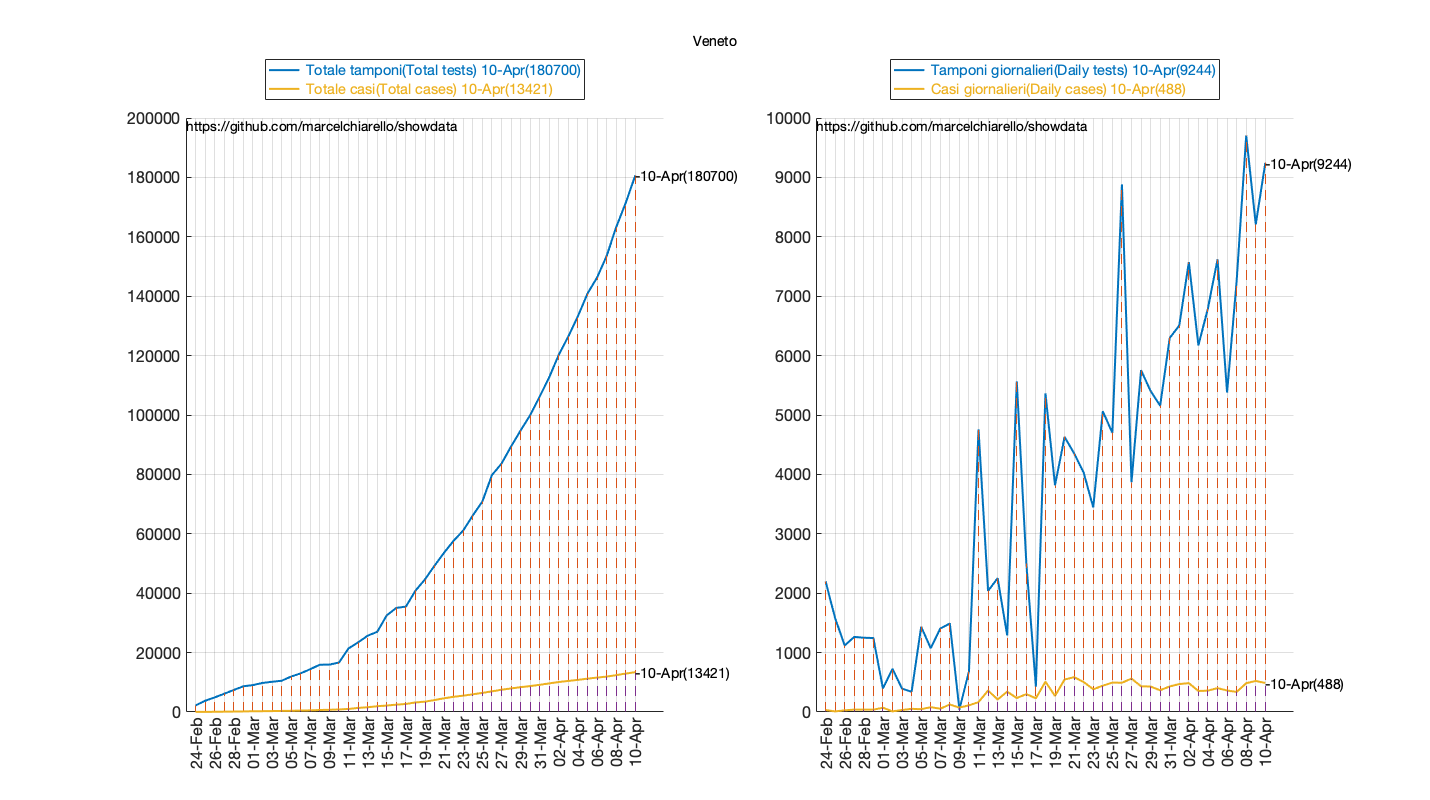 Veneto
Totale tamponi(Total tests) 10-Apr(180700)
Totale casi(Total cases) 10-Apr(13421)
200000
180000
160000
140000
120000
100000
80000
60000
40000
20000
0
https://github.com/marcelchiarello/showdata
10-Apr(180700)
10-Apr(13421)
24-Feb
26-Feb
28-Feb
01-Mar
03-Mar
05-Mar
07-Mar
09-Mar
11-Mar
13-Mar
15-Mar
17-Mar
19-Mar
21-Mar
23-Mar
25-Mar
27-Mar
29-Mar
31-Mar
02-Apr
04-Apr
06-Apr
08-Apr
10-Apr
Tamponi giornalieri(Daily tests) 10-Apr(9244)
Casi giornalieri(Daily cases) 10-Apr(488)
10000
9000
8000
7000
6000
5000
4000
3000
2000
1000
0
https://github.com/marcelchiarello/showdata
10-Apr(9244)
10-Apr(488)
24-Feb
26-Feb
28-Feb
01-Mar
03-Mar
05-Mar
07-Mar
09-Mar
11-Mar
13-Mar
15-Mar
17-Mar
19-Mar
21-Mar
23-Mar
25-Mar
27-Mar
29-Mar
31-Mar
02-Apr
04-Apr
06-Apr
08-Apr
10-Apr